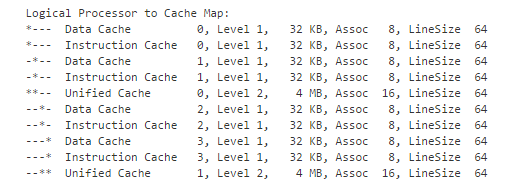 Logical Processor to Cache Map:
*---  Data Cache          0, Level 1,   32 KB, Assoc   8, LineSize  64
*---  Instruction Cache   0, Level 1,   32 KB, Assoc   8, LineSize  64
-*--  Data Cache          1, Level 1,   32 KB, Assoc   8, LineSize  64
-*--  Instruction Cache   1, Level 1,   32 KB, Assoc   8, LineSize  64
**--  Unified Cache       0, Level 2,    4 MB, Assoc  16, LineSize  64
--*-  Data Cache          2, Level 1,   32 KB, Assoc   8, LineSize  64
--*-  Instruction Cache   2, Level 1,   32 KB, Assoc   8, LineSize  64
---*  Data Cache          3, Level 1,   32 KB, Assoc   8, LineSize  64
---*  Instruction Cache   3, Level 1,   32 KB, Assoc   8, LineSize  64
--**  Unified Cache       1, Level 2,    4 MB, Assoc  16, LineSize  64